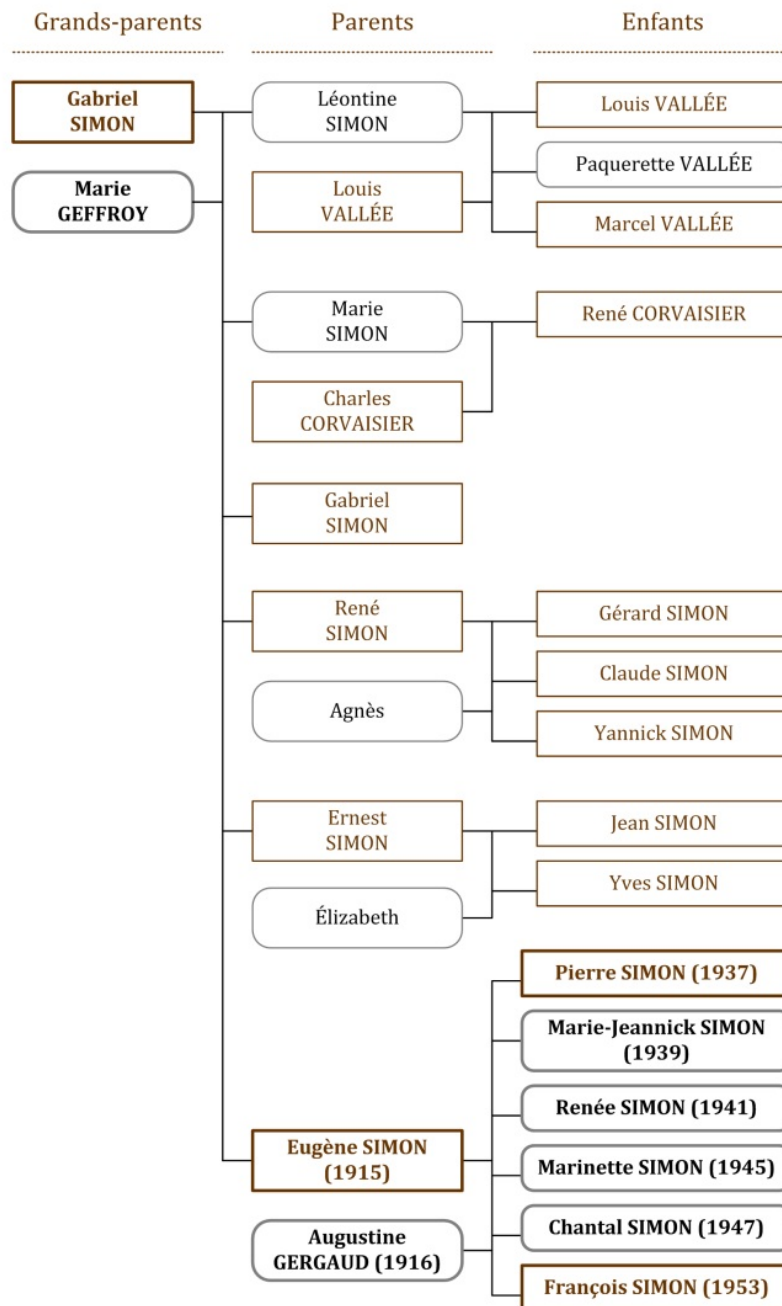 Grands-parents
Parents
Enfants
Gabriel
SIMON
Marie
GEFFROY
Léontine
SIMON
Louis
VALLÉE
Louis VALLÉE
Paquerette VALLÉE
Marcel VALLÉE
Marie
SIMON
Charles
CORVAISIER
René CORVAISIER
Gabriel
SIMON
René
SIMON
Agnès
Gérard SIMON
Claude SIMON
Yannick SIMON
Ernest
SIMON
Élizabeth
Jean SIMON
Yves SIMON
Eugène SIMON
(1915)
Augustine
GERGAUD (1916)
Pierre SIMON (1937)
Marie-Jeannick SIMON
(1939)
Renée SIMON (1941)
Marinette SIMON (1945)
Chantal SIMON (1947)
François SIMON (1953)